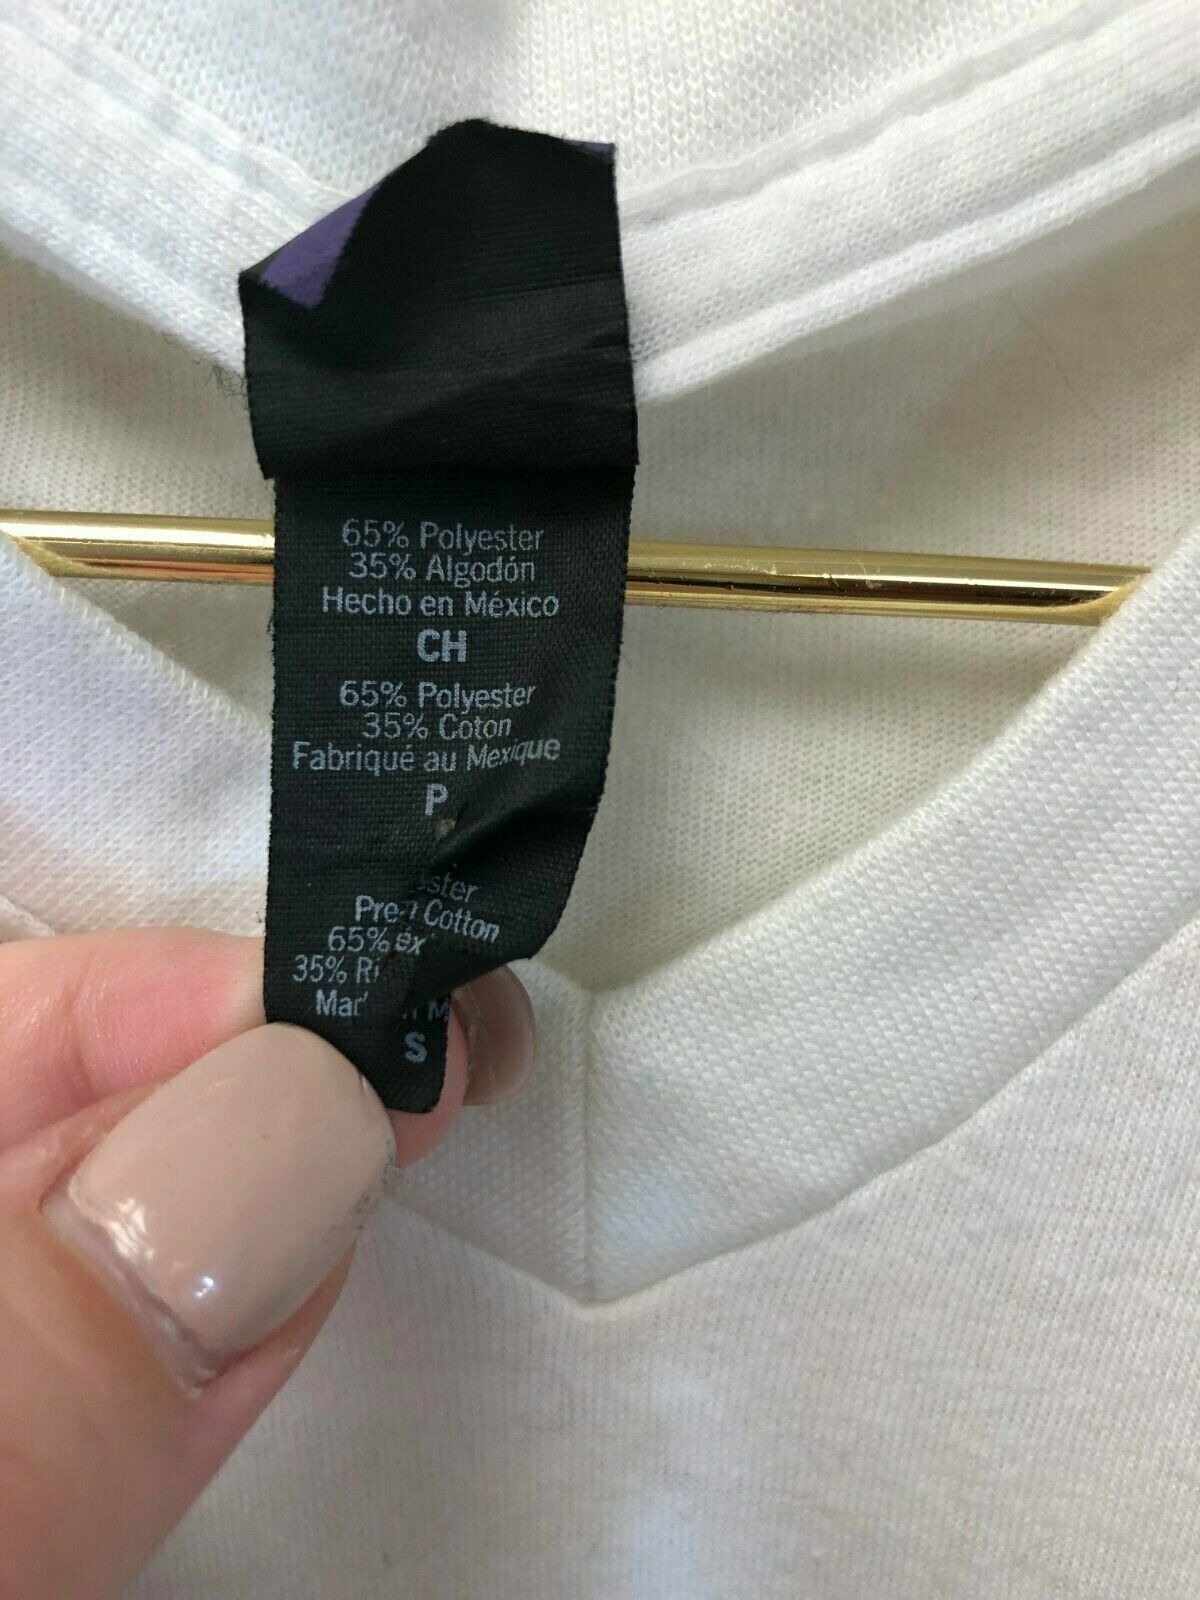 65% Polyester
35% Algodón
Hecho en México
CH
65% Polyester
35% Coton
Fabriqué au Mexique
P
Cotton
65%
35%
S